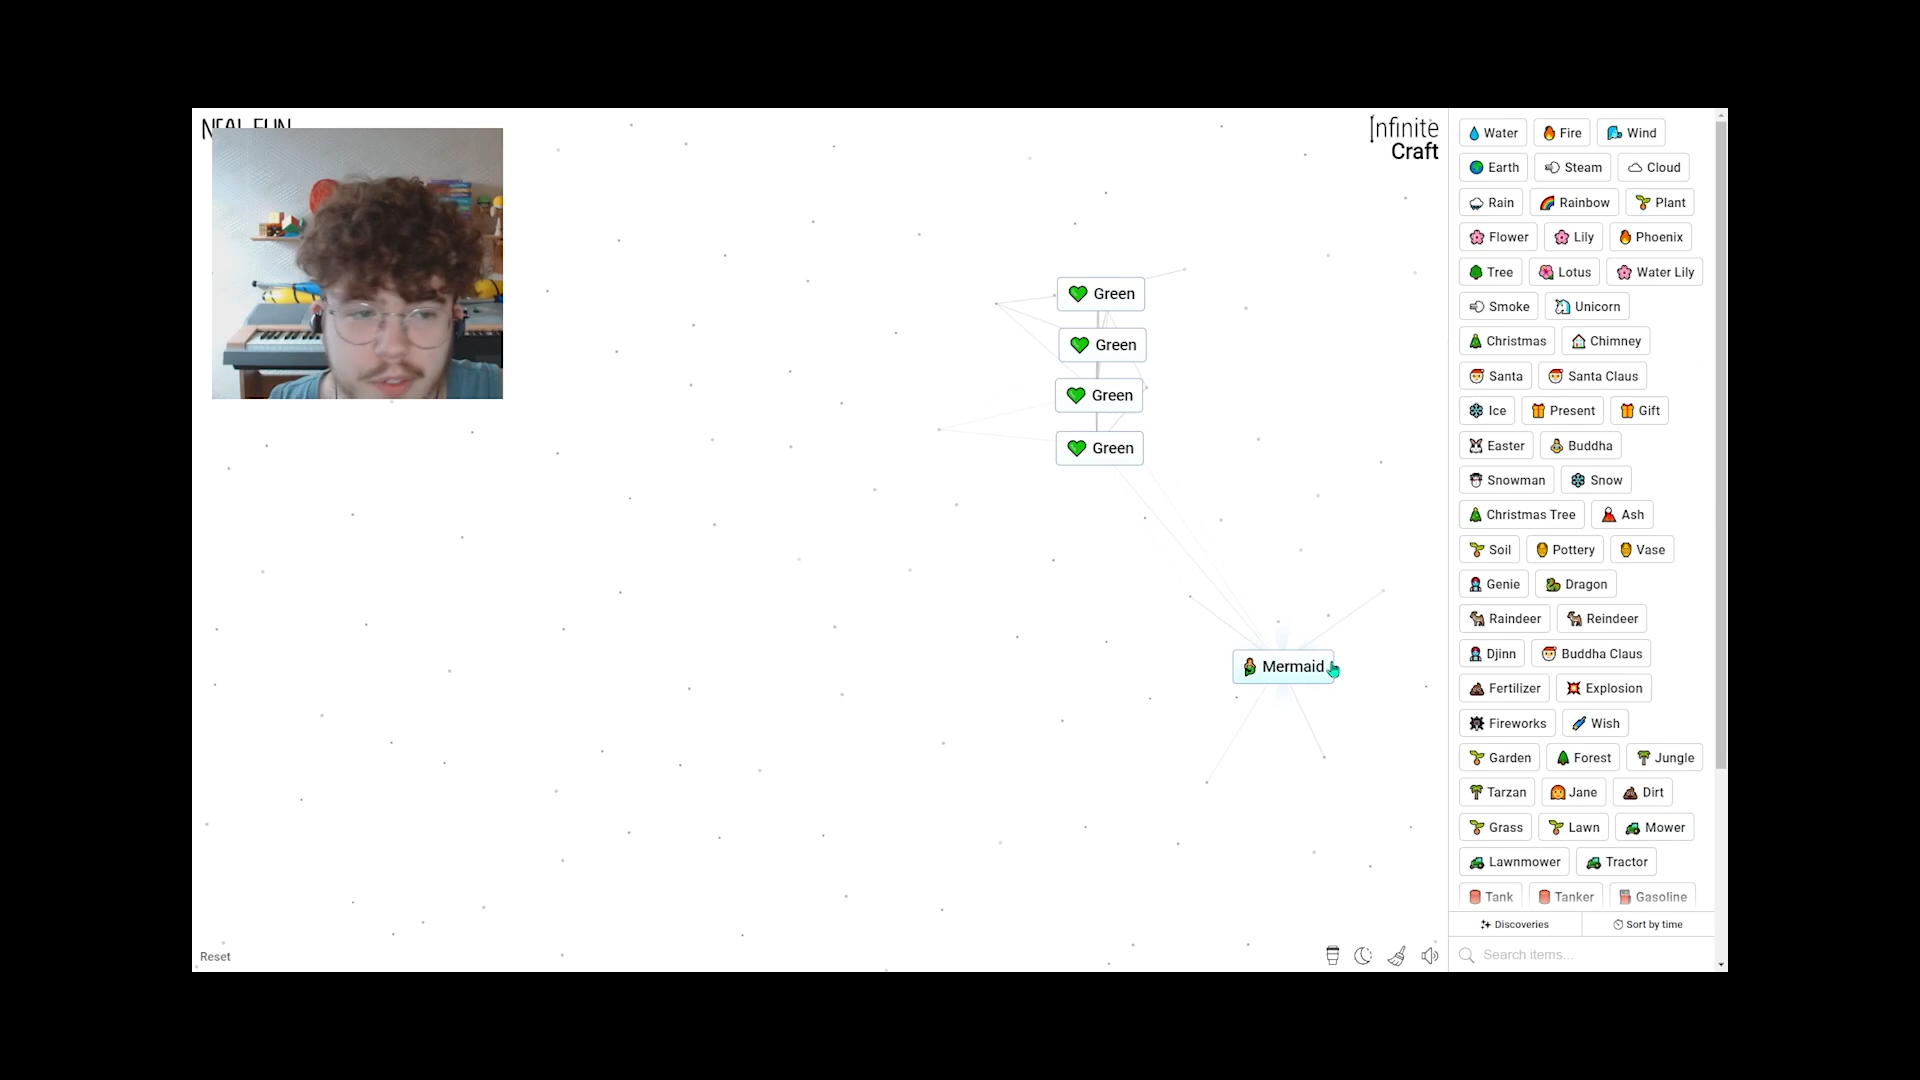 NEAL.FUN
Infinite
Craft
Green
Green
Green
Green
Mermaid
Water Fire Wind
Earth Steam Cloud
Rain Rainbow Plant
Flower Lily Phoenix
Tree Lotus Water Lily
Smoke Unicorn
Christmas Chimney
Santa Santa Claus
Ice Present Gift
Easter Buddha
Snowman Snow
Christmas Tree Ash
Soil Pottery Vase
Genie Dragon
Raindeer Reindeer
Djinn Buddha Claus
Fertilizer Explosion
Fireworks Wish
Garden Forest Jungle
Tarzan Jane Dirt
Grass Lawn Mower
Lawnmower Tractor
Tank Tanker Gasoline
Discoveries Sort by time
Search items...
Reset